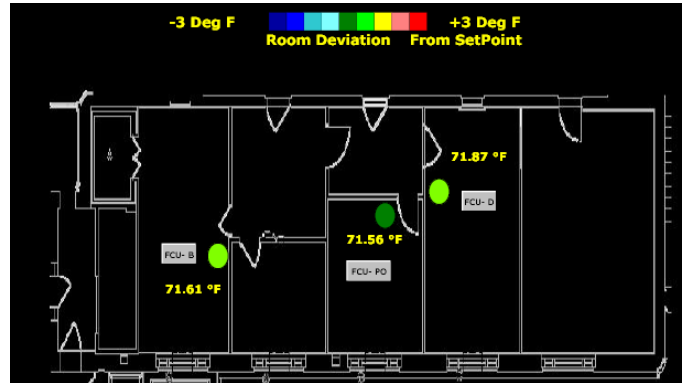 -3 Deg F +3 Deg F
Room Deviation From SetPoint
71.87 °F
FCU- D
71.56 °F
FCU- B
FCU- PO
71.61 °F